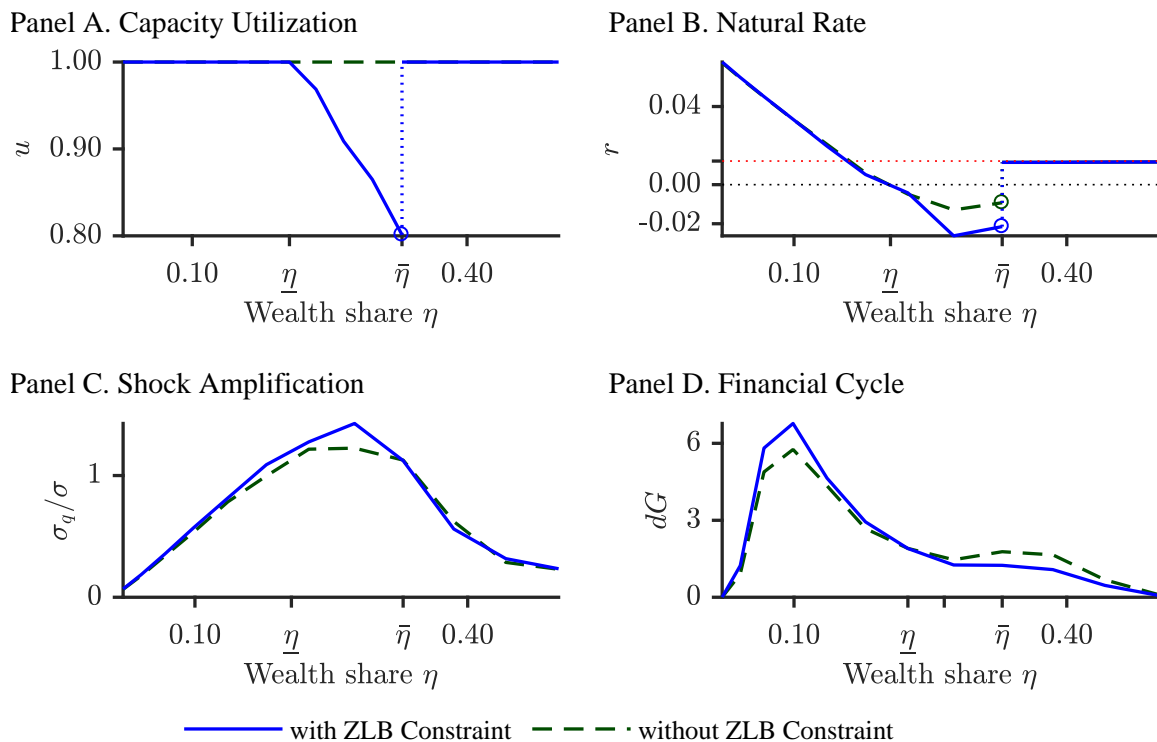 Panel A. Capacity Utilization
1.00
0.90
0.80
u
0.10
η
η̄
0.40
Wealth share η
Panel B. Natural Rate
0.04
0.00
-0.02
r
0.10
η
η̄
0.40
Wealth share η
Panel C. Shock Amplification
1
0
σq/σ
0.10
η
η̄
0.40
Wealth share η
Panel D. Financial Cycle
6
3
0
dG
0.10
η
η̄
0.40
Wealth share η
with ZLB Constraint without ZLB Constraint